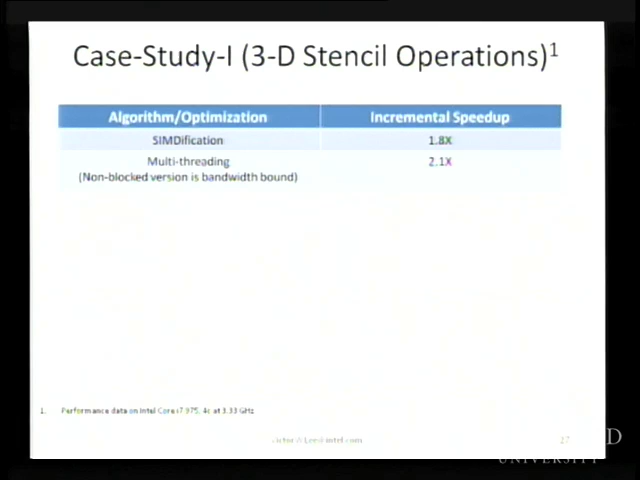 Case-Study-I (3-D Stencil Operations)1
Algorithm/Optimization Incremental Speedup
SIMDification 1.8X
Multi-threading 2.1X
(Non-blocked version is bandwidth bound)
1. Performance data on Intel Core i7 975, 4c at 3.33 GHz
27
D
UNIVERSITY